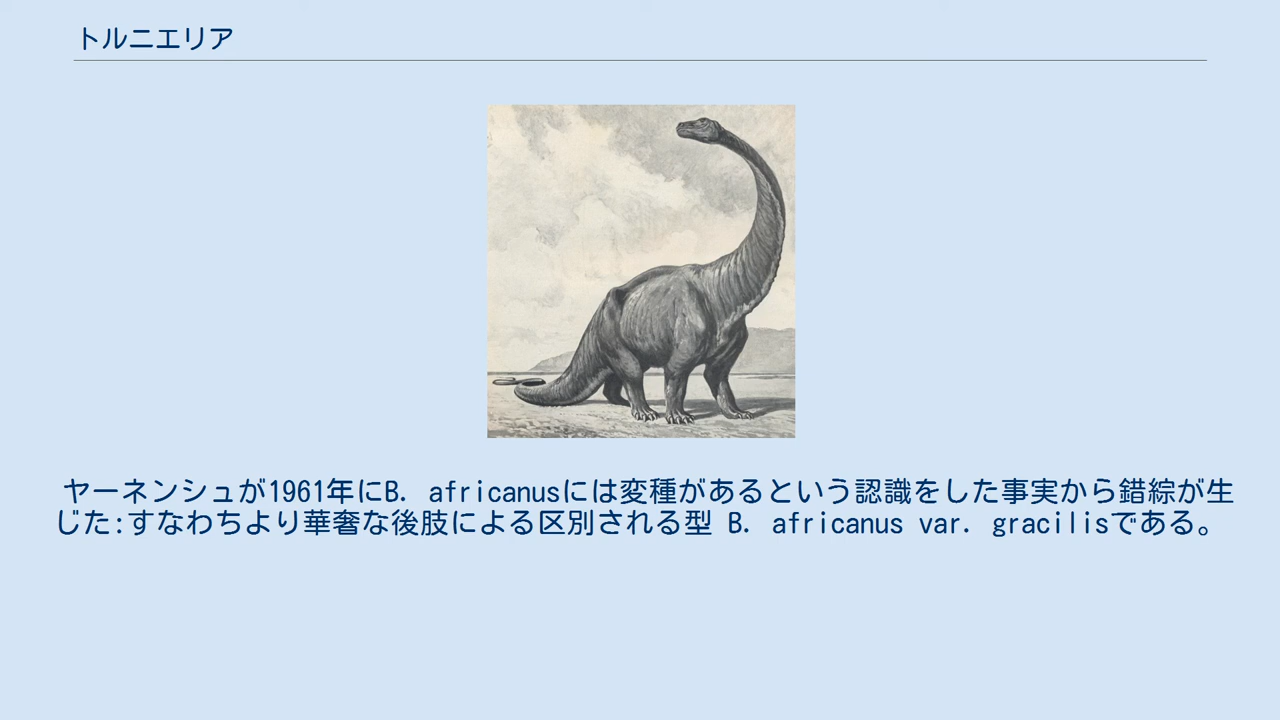 トルニエリア
ヤーネンシュが1961年にB. africanusには変種があるという認識をした事実から錯綜が生
じた:すなわちより華奢な後肢による区別される型 B. africanus var. gracilisである。